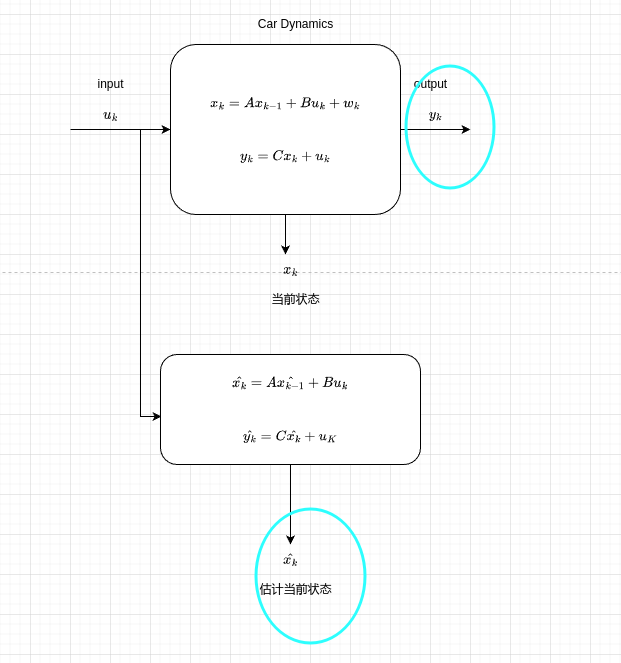 Car Dynamics
input
output
u_k
y_k
x_k = Ax_{k-1} + Bu_k + w_k
y_k = Cx_k + u_k
x_k
当前状态
\hat{x_k} = A\hat{x_{k-1}} + Bu_k
\hat{y_k} = C\hat{x_k} + u_K
\hat{x_k}
估计当前状态